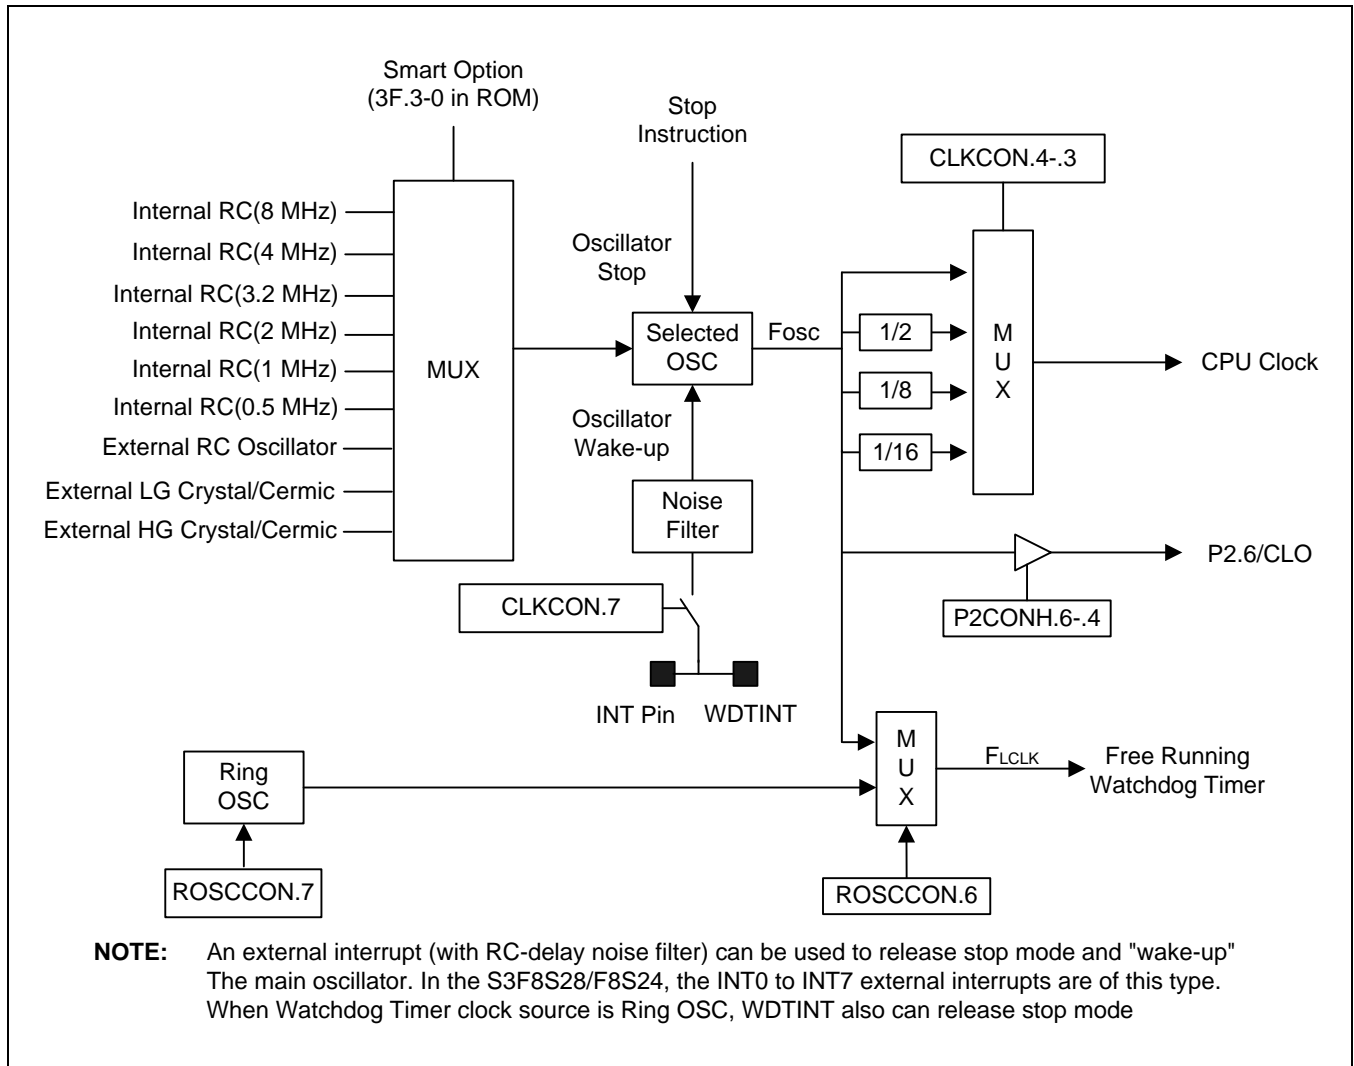 Smart Option
(3F.3-0 in ROM)
Stop
Instruction
CLKCON.4-.3
Internal RC(8 MHz)
Internal RC(4 MHz)
Internal RC(3.2 MHz)
Internal RC(2 MHz)
Internal RC(1 MHz)
Internal RC(0.5 MHz)
External RC Oscillator
External LG Crystal/Cermic
External HG Crystal/Cermic
MUX
Oscillator
Stop
Selected
OSC
Fosc
Oscillator
Wake-up
Noise
Filter
CLKCON.7
INT Pin
WDTINT
1/2
1/8
1/16
M
U
X
CPU Clock
P2.6/CLO
P2CONH.6-.4
Ring
OSC
ROSCCON.7
M
U
X
FLCLK
Free Running
Watchdog Timer
ROSCCON.6
NOTE: An external interrupt (with RC-delay noise filter) can be used to release stop mode and "wake-up"
The main oscillator. In the S3F8S28/F8S24, the INT0 to INT7 external interrupts are of this type.
When Watchdog Timer clock source is Ring OSC, WDTINT also can release stop mode